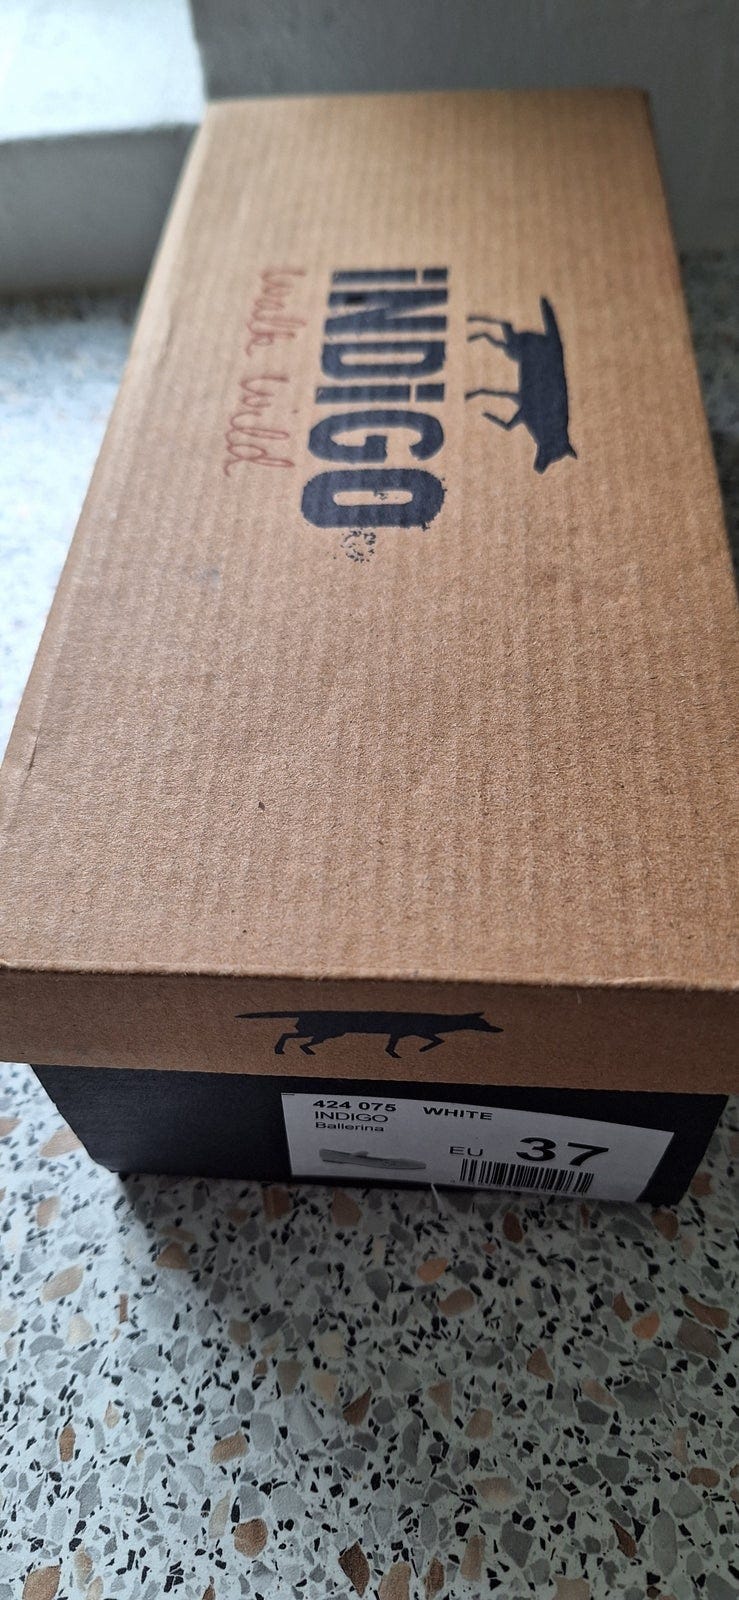 INDIGO
walk wild
424 075 WHITE
INDIGO
Ballerina
EU 37